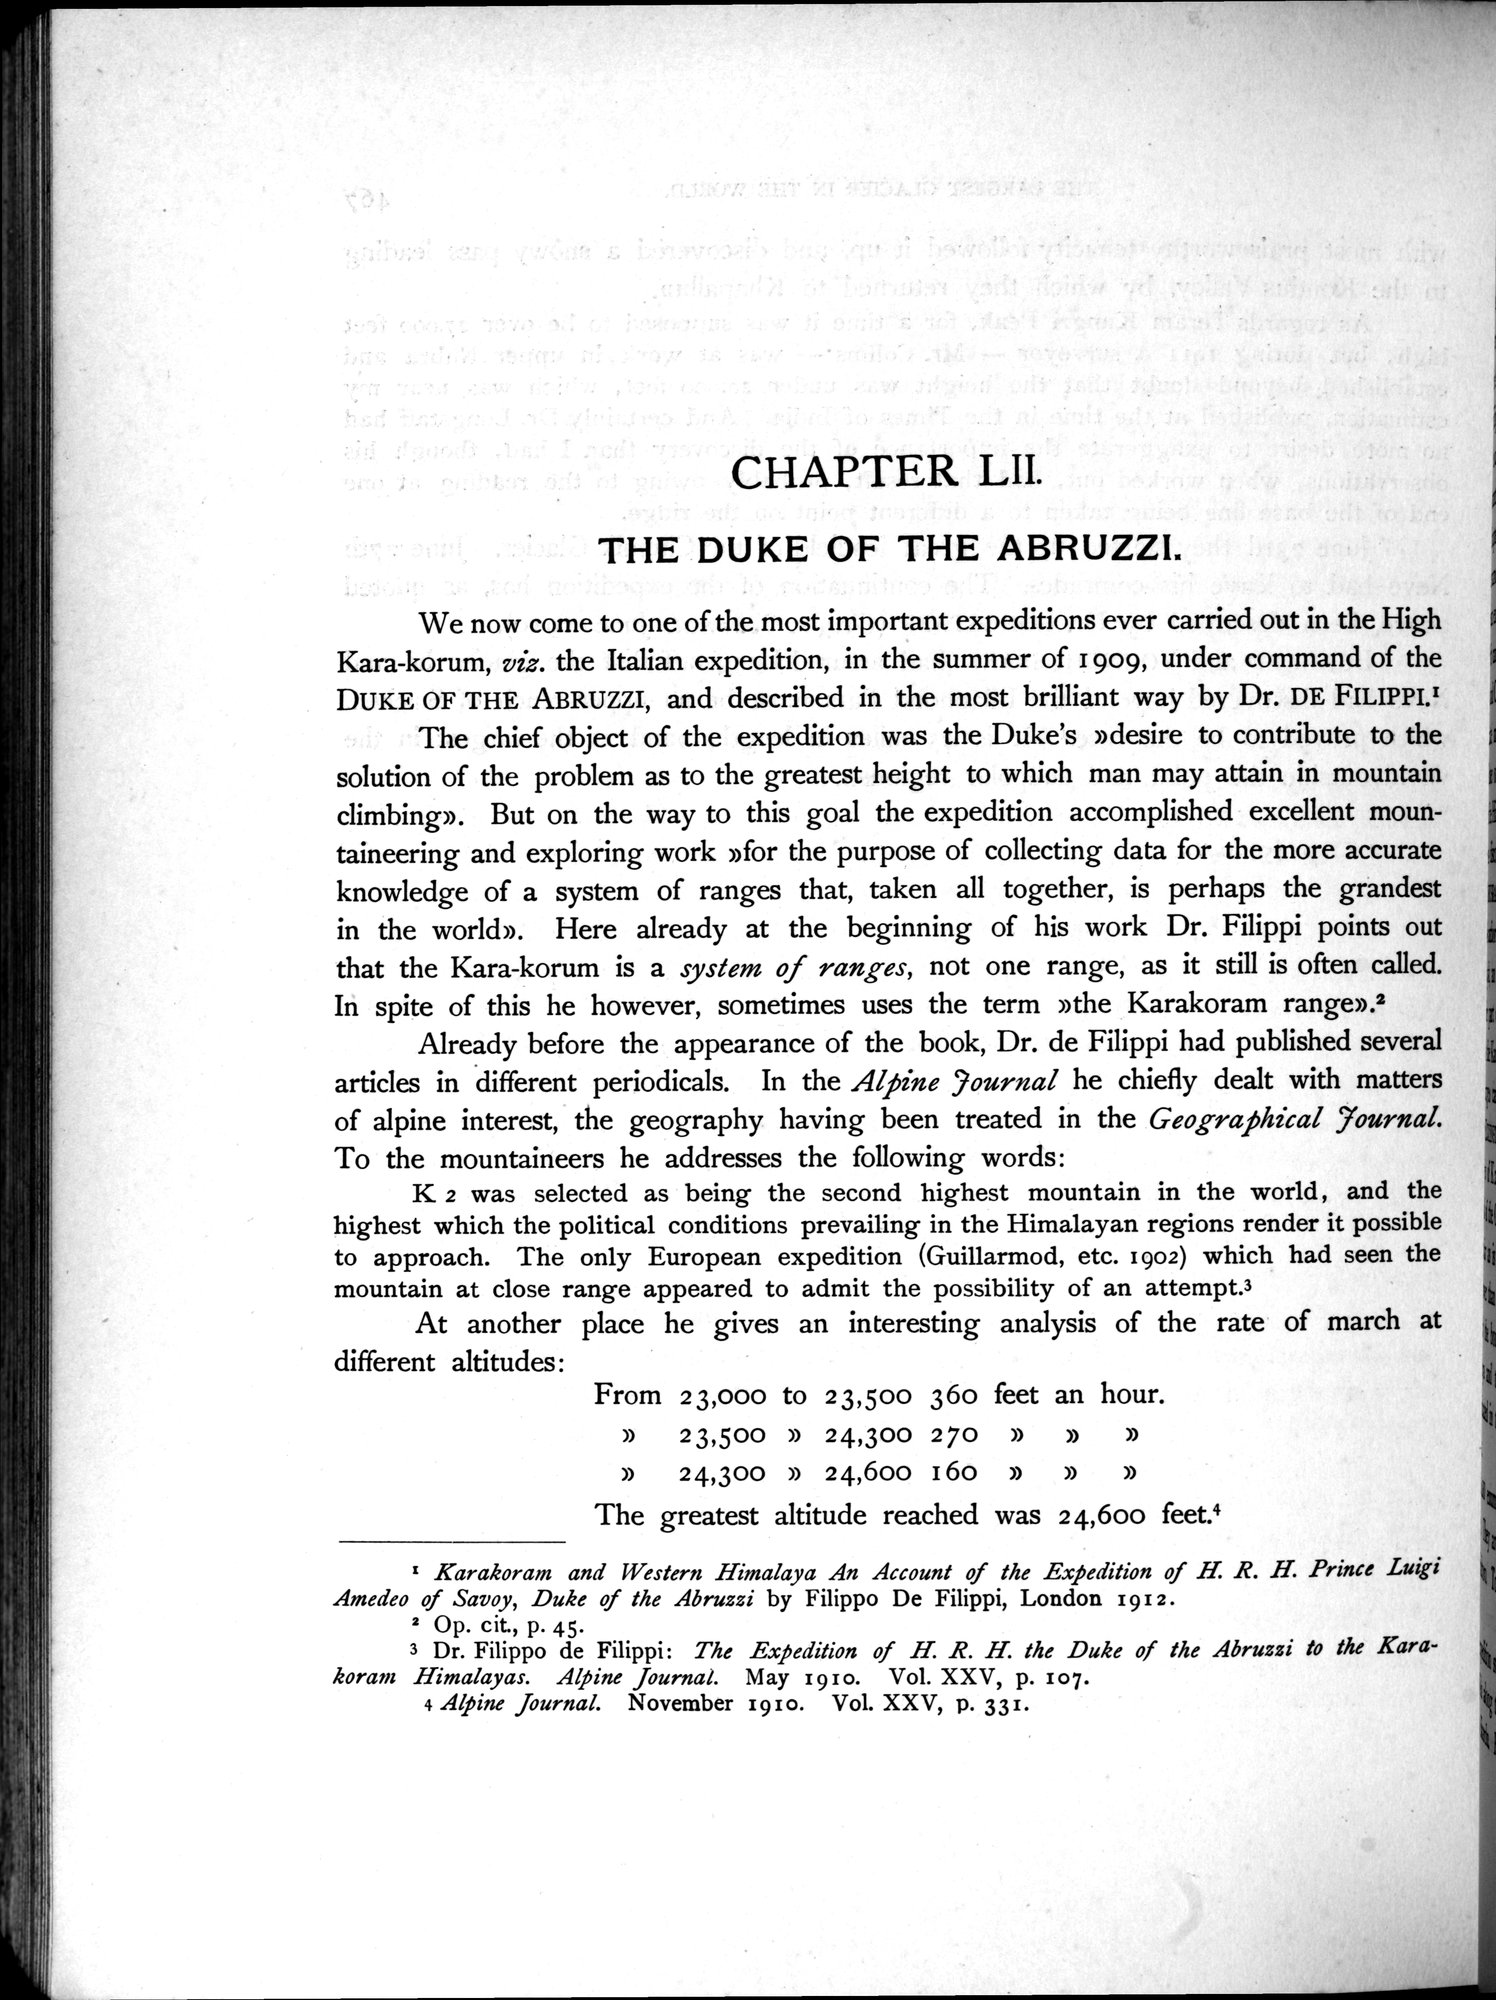 CHAPTER LII.
THE DUKE OF THE ABRUZZI.
We now come to one of the most important expeditions ever carried out in the High
Kara-korum, viz. the Italian expedition, in the summer of 1909, under command of the
DUKE OF THE ABRUZZI, and described in the most brilliant way by Dr. DE FILIPPI.¹
The chief object of the expedition was the Duke's »desire to contribute to the
solution of the problem as to the greatest height to which man may attain in mountain
climbing». But on the way to this goal the expedition accomplished excellent moun-
taineering and exploring work »for the purpose of collecting data for the more accurate
knowledge of a system of ranges that, taken all together, is perhaps the grandest
in the world». Here already at the beginning of his work Dr. Filippi points out
that the Kara-korum is a system of ranges, not one range, as it still is often called.
In spite of this he however, sometimes uses the term »the Karakoram range».²
Already before the appearance of the book, Dr. de Filippi had published several
articles in different periodicals. In the Alpine Journal he chiefly dealt with matters
of alpine interest, the geography having been treated in the Geographical Journal.
To the mountaineers he addresses the following words:
K 2 was selected as being the second highest mountain in the world, and the
highest which the political conditions prevailing in the Himalayan regions render it possible
to approach. The only European expedition (Guillarmod, etc. 1902) which had seen the
mountain at close range appeared to admit the possibility of an attempt.³
At another place he gives an interesting analysis of the rate of march at
different altitudes:
From 23,000 to 23,500 360 feet an hour.
» 23,500 » 24,300 270 » » »
» 24,300 » 24,600 160 » » »
The greatest altitude reached was 24,600 feet.⁴
¹ Karakoram and Western Himalaya An Account of the Expedition of H. R. H. Prince Luigi
Amedeo of Savoy, Duke of the Abruzzi by Filippo De Filippi, London 1912.
² Op. cit., p. 45.
³ Dr. Filippo de Filippi: The Expedition of H. R. H. the Duke of the Abruzzi to the Kara-
koram Himalayas. Alpine Journal. May 1910. Vol. XXV, p. 107.
⁴ Alpine Journal. November 1910. Vol. XXV, p. 331.